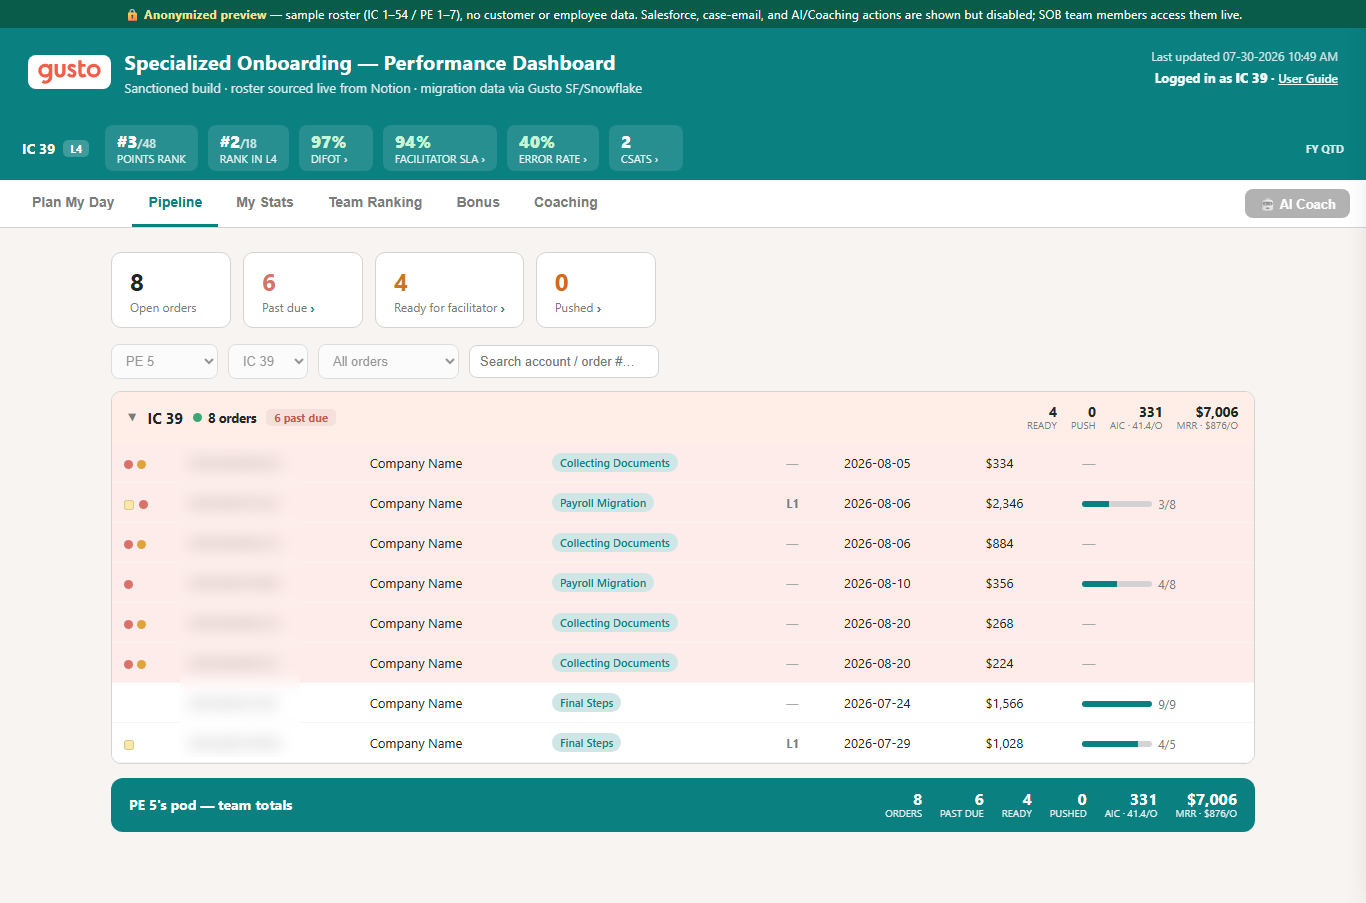 🔒 Anonymized preview — sample roster (IC 1–54 / PE 1–7), no customer or employee data. Salesforce, case-email, and AI/Coaching actions are shown but disabled; SOB team members access them live.
gusto
Specialized Onboarding — Performance Dashboard
Sanctioned build · roster sourced live from Notion · migration data via Gusto SF/Snowflake
Last updated 07-30-2026 10:49 AM
Logged in as IC 39 · User Guide
IC 39 L4
#3/48
POINTS RANK
#2/18
RANK IN L4
97%
DIFOT ›
94%
FACILITATOR SLA ›
40%
ERROR RATE ›
2
CSATS ›
FY QTD
Plan My Day Pipeline My Stats Team Ranking Bonus Coaching
AI Coach
8
Open orders
6
Past due ›
4
Ready for facilitator ›
0
Pushed ›
PE 5 IC 39 All orders Search account / order #...
▼ IC 39 8 orders 6 past due
4 0 331 $7,006
READY PUSH AIC · 41.4/O MRR · $876/O
Company Name Collecting Documents — 2026-08-05 $334 —
Company Name Payroll Migration L1 2026-08-06 $2,346 3/8
Company Name Collecting Documents — 2026-08-06 $884 —
Company Name Payroll Migration — 2026-08-10 $356 4/8
Company Name Collecting Documents — 2026-08-20 $268 —
Company Name Collecting Documents — 2026-08-20 $224 —
Company Name Final Steps — 2026-07-24 $1,566 9/9
Company Name Final Steps L1 2026-07-29 $1,028 4/5
PE 5's pod — team totals
8 6 4 0 331 $7,006
ORDERS PAST DUE READY PUSHED AIC · 41.4/O MRR · $876/O